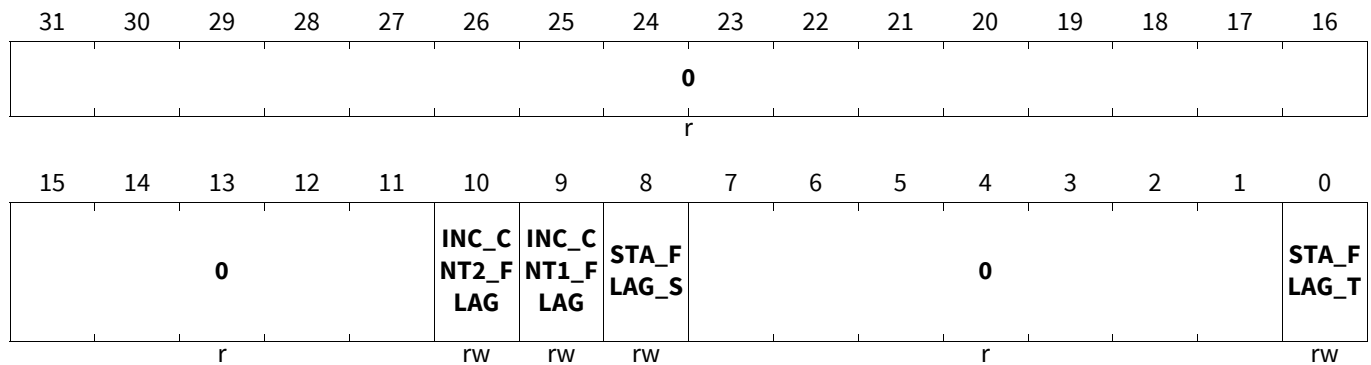 31 30 29 28 27 26 25 24 23 22 21 20 19 18 17 16
0
r
15 14 13 12 11 10 9 8 7 6 5 4 3 2 1 0
0 INC_C NT2_F LAG INC_C NT1_F LAG STA_F LAG_S 0 STA_F LAG_T
r rw rw rw r rw